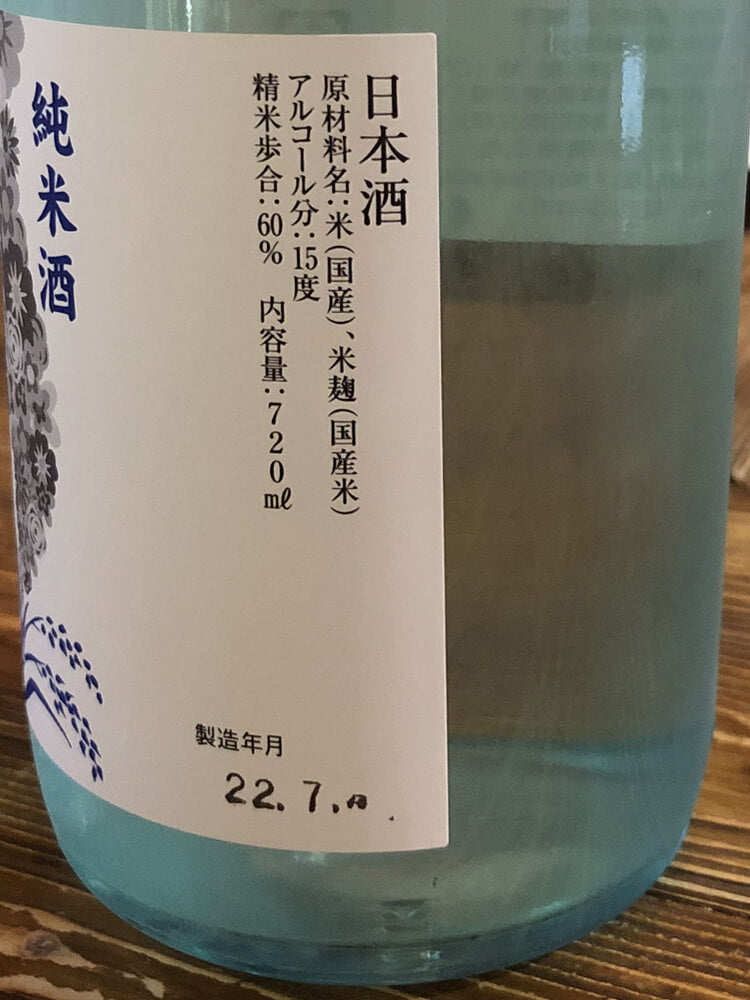 日本酒
原材料名:米(国産)、米麹(国産米)
アルコール分:15度
精米歩合:60% 内容量:720㎖
純米酒
製造年月
22.7.